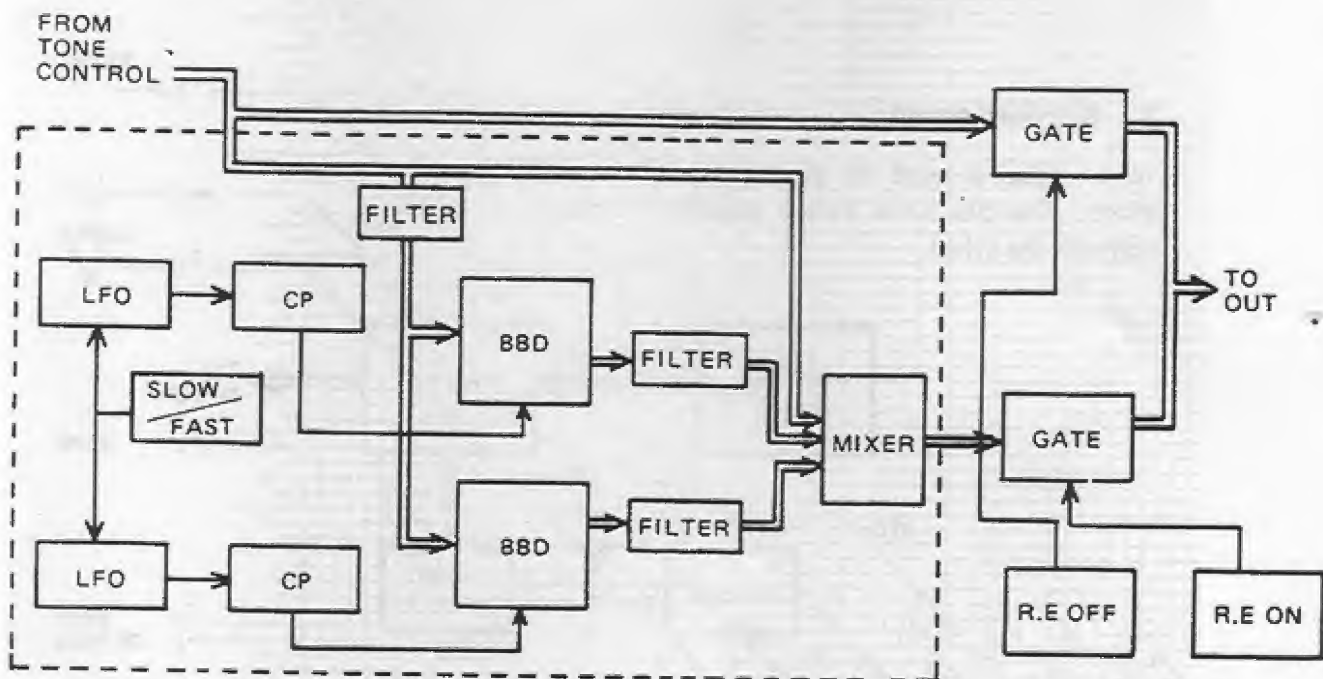 FROM
TONE
CONTROL
GATE
FILTER
LFO
CP
BBD
FILTER
TO
OUT
SLOW
FAST
MIXER
GATE
LFO
CP
BBD
FILTER
R.E OFF
R.E ON